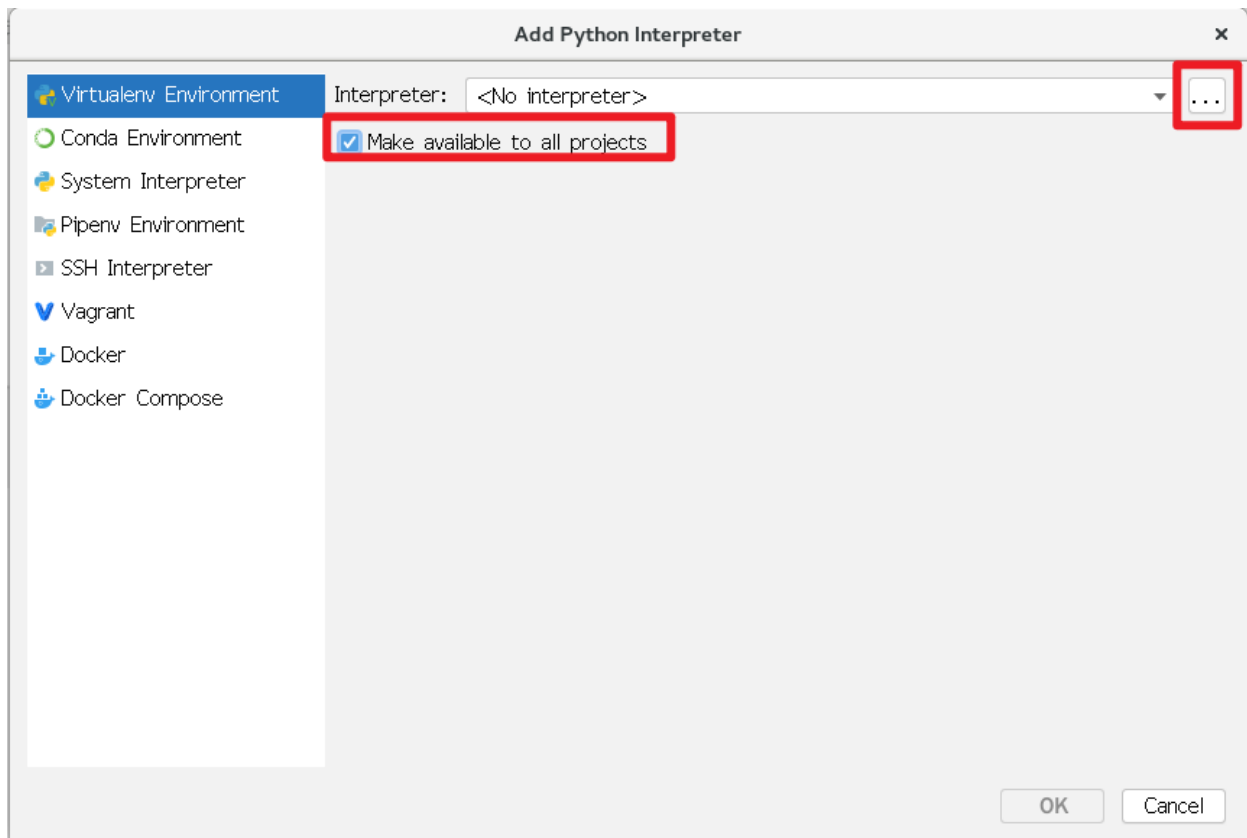 Add Python Interpreter ×
Virtualenv Environment
Conda Environment
System Interpreter
Pipenv Environment
SSH Interpreter
Vagrant
Docker
Docker Compose
Interpreter: <No interpreter> ...
Make available to all projects
OK Cancel